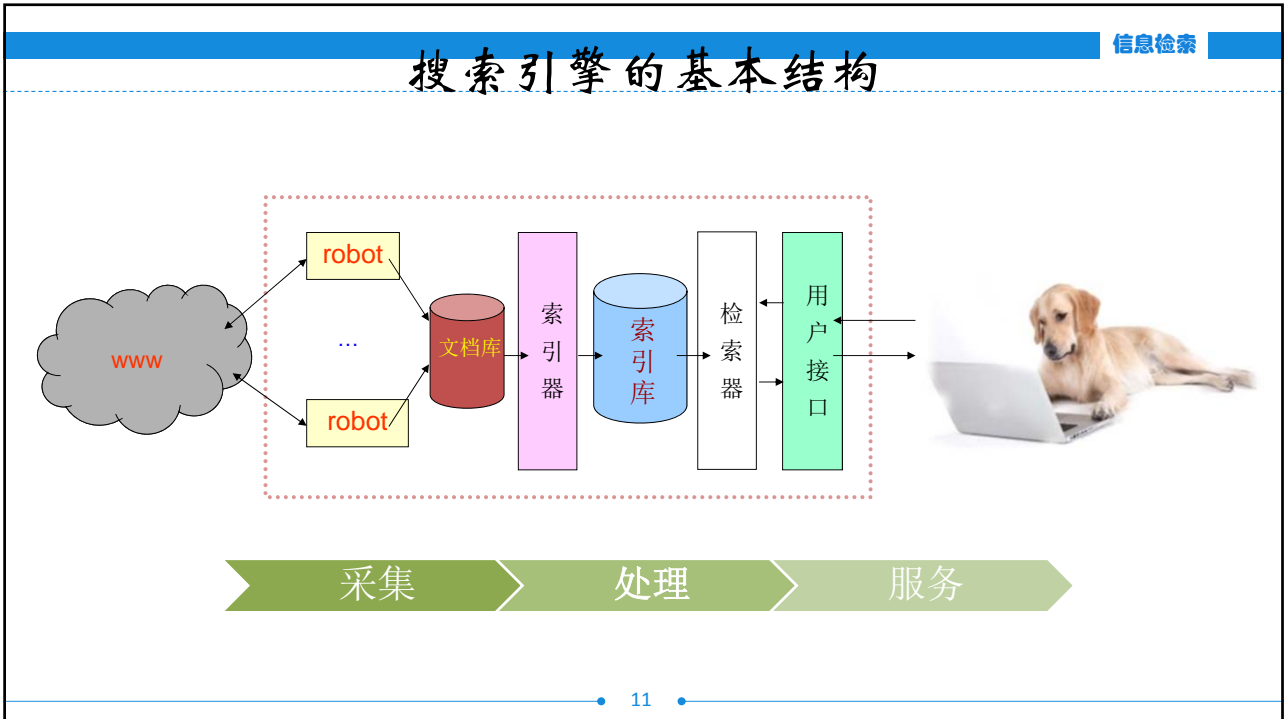 信息检索
搜索引擎的基本结构
www
robot
...
robot
文档库
索引器
索引库
检索器
用户接口
采集
处理
服务
11